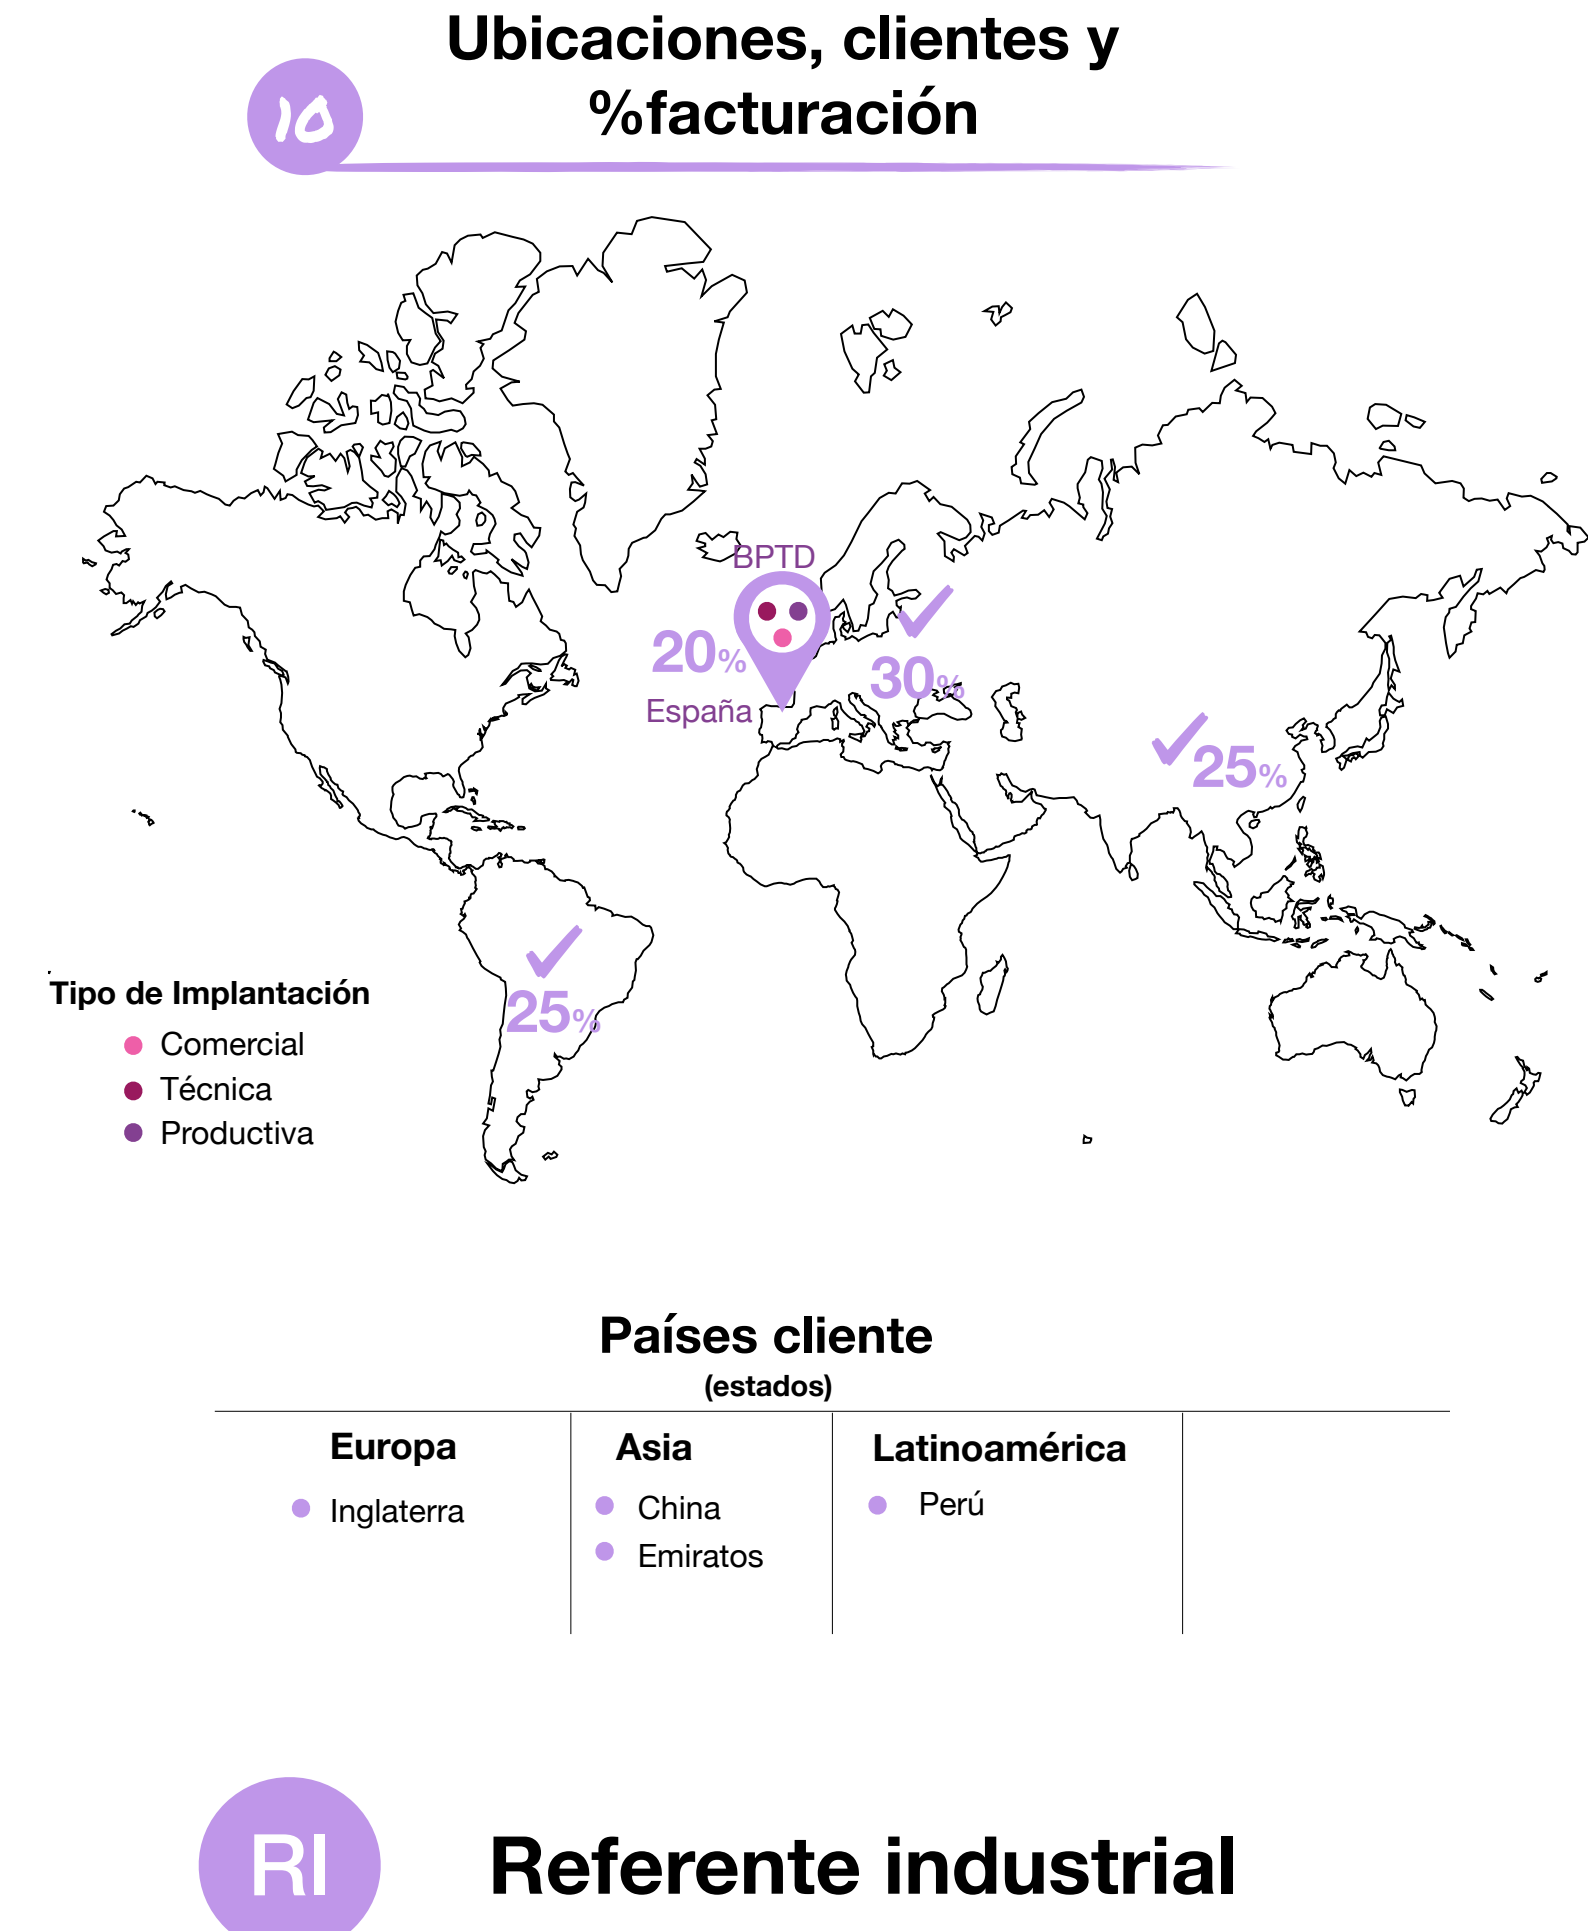 Ubicaciones, clientes y
%facturación
10
BPTD
20%
España
30%
25%
25%
Tipo de Implantación
Comercial
Técnica
Productiva
Países cliente
(estados)
Europa
Inglaterra
Asia
China
Emiratos
Latinoamérica
Perú
RI
Referente industrial